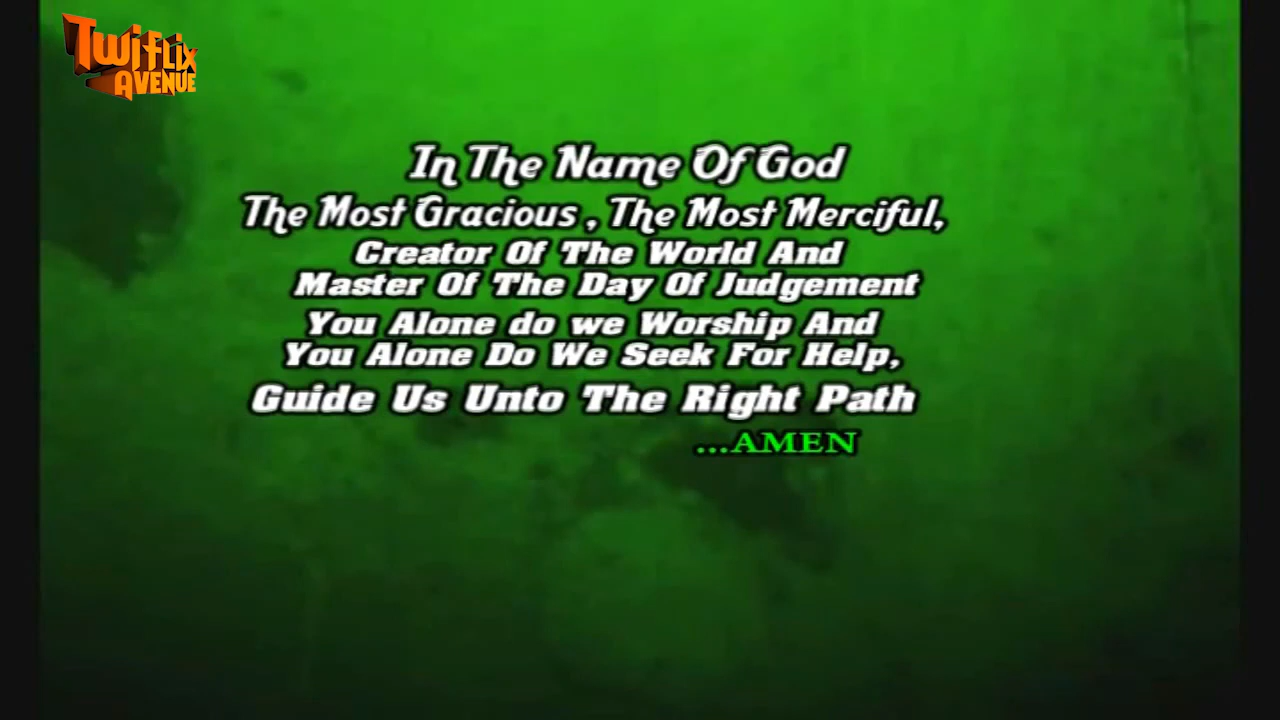 Twiflix
Avenue
In The Name Of God
The Most Gracious , The Most Merciful,
Creator Of The World And
Master Of The Day Of Judgement
You Alone do we Worship And
You Alone Do We Seek For Help,
Guide Us Unto The Right Path
...AMEN